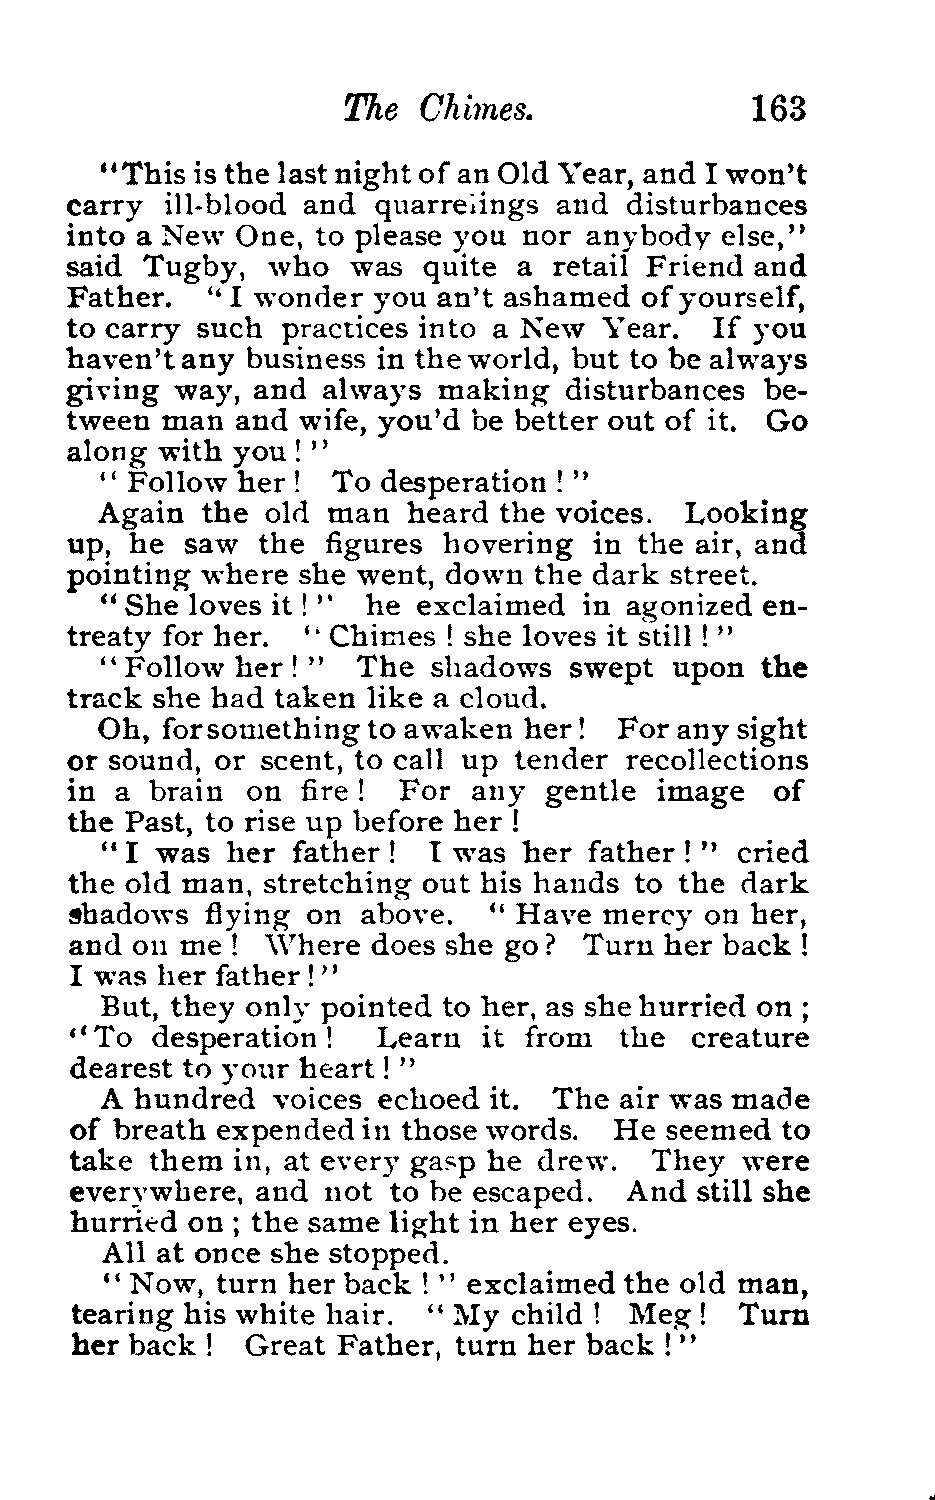 The Chimes. 163
"This is the last night of an Old Year, and I won't
carry ill-blood and quarrelings and disturbances
into a New One, to please you nor anybody else,"
said Tugby, who was quite a retail Friend and
Father. "I wonder you an't ashamed of yourself,
to carry such practices into a New Year. If you
haven't any business in the world, but to be always
giving way, and always making disturbances be-
tween man and wife, you'd be better out of it. Go
along with you!"
"Follow her! To desperation!"
Again the old man heard the voices. Looking
up, he saw the figures hovering in the air, and
pointing where she went, down the dark street.
"She loves it!" he exclaimed in agonized en-
treaty for her. "Chimes! she loves it still!"
"Follow her!" The shadows swept upon the
track she had taken like a cloud.
Oh, for something to awaken her! For any sight
or sound, or scent, to call up tender recollections
in a brain on fire! For any gentle image of
the Past, to rise up before her!
"I was her father! I was her father!" cried
the old man, stretching out his hands to the dark
shadows flying on above. "Have mercy on her,
and on me! Where does she go? Turn her back!
I was her father!"
But, they only pointed to her, as she hurried on;
"To desperation! Learn it from the creature
dearest to your heart!"
A hundred voices echoed it. The air was made
of breath expended in those words. He seemed to
take them in, at every gasp he drew. They were
everywhere, and not to be escaped. And still she
hurried on; the same light in her eyes.
All at once she stopped.
"Now, turn her back!" exclaimed the old man,
tearing his white hair. "My child! Meg! Turn
her back! Great Father, turn her back!"